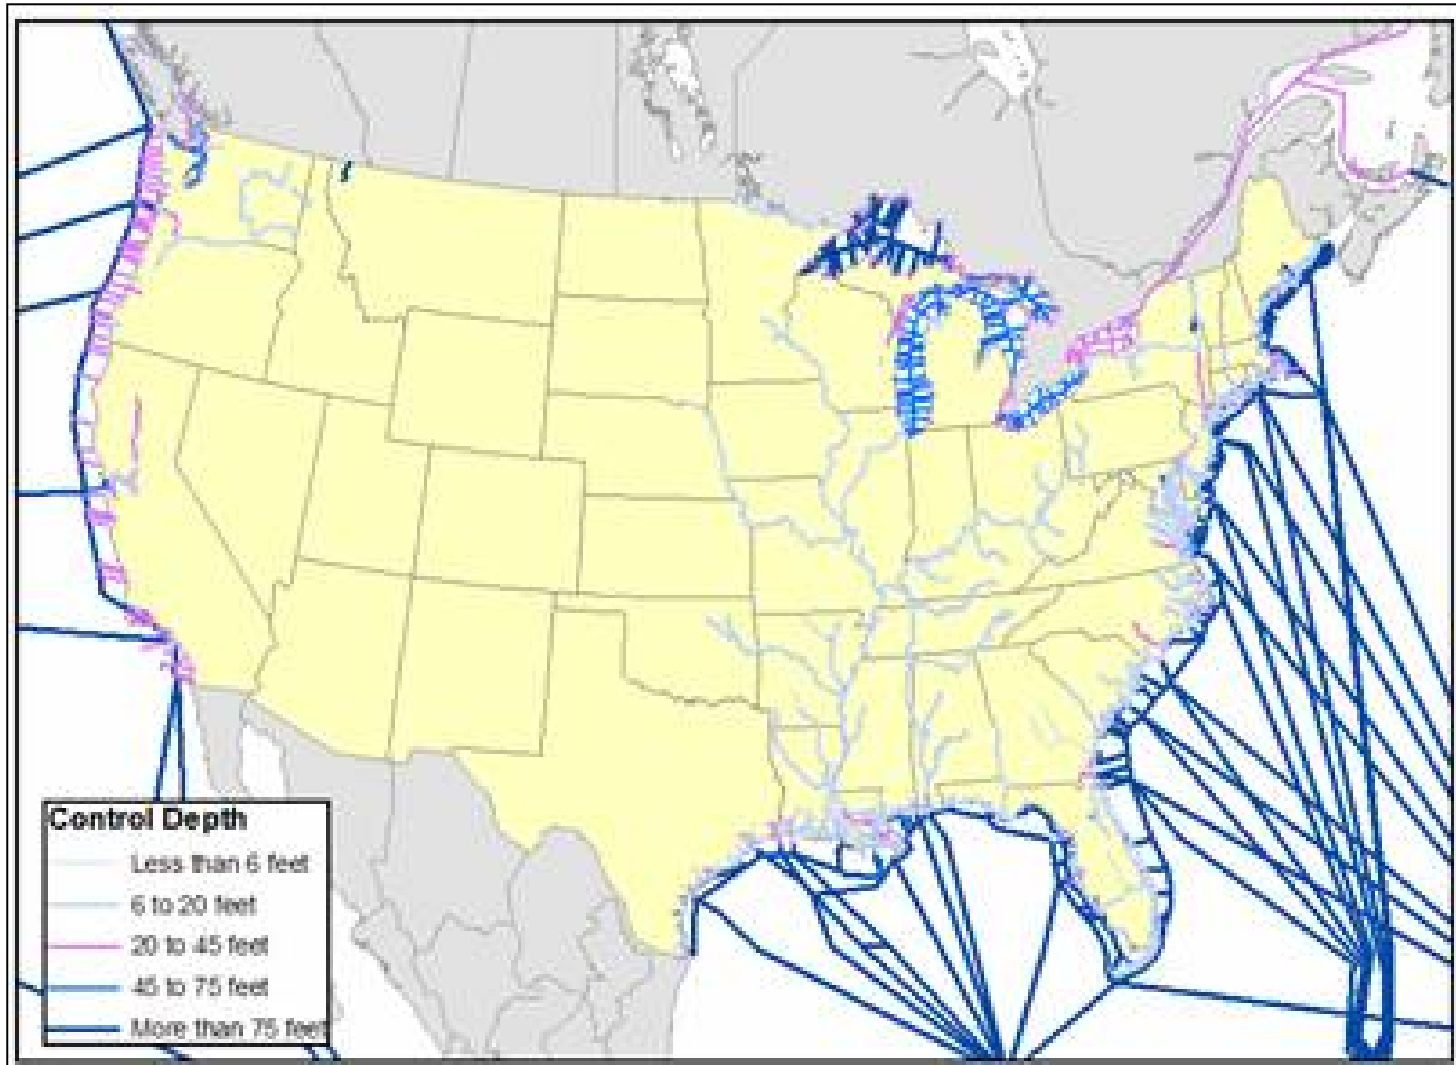 Control Depth
Less than 6 feet
6 to 20 feet
20 to 45 feet
45 to 75 feet
More than 75 feet